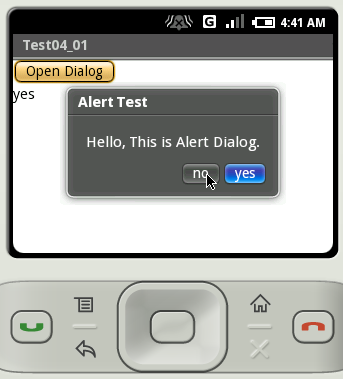 G 4:41 AM
Test04_01
Open Dialog
yes
Alert Test
Hello, This is Alert Dialog.
no yes